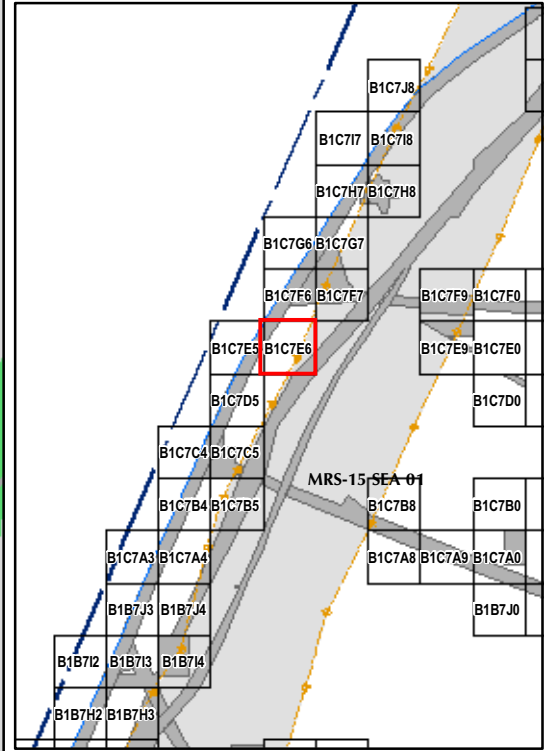 B1C7J8
B1C7I7 B1C7I8
B1C7H7 B1C7H8
B1C7G6 B1C7G7
B1C7F6 B1C7F7 B1C7F9 B1C7F0
B1C7E5 B1C7E6 B1C7E9 B1C7E0
B1C7D5 B1C7D0
B1C7C4 B1C7C5
MRS-15 SEA 01
B1C7B4 B1C7B5 B1C7B8 B1C7B0
B1C7A3 B1C7A4 B1C7A8 B1C7A9 B1C7A0
B1B7J3 B1B7J4 B1B7J0
B1B7I2 B1B7I3 B1B7I4
B1B7H2 B1B7H3